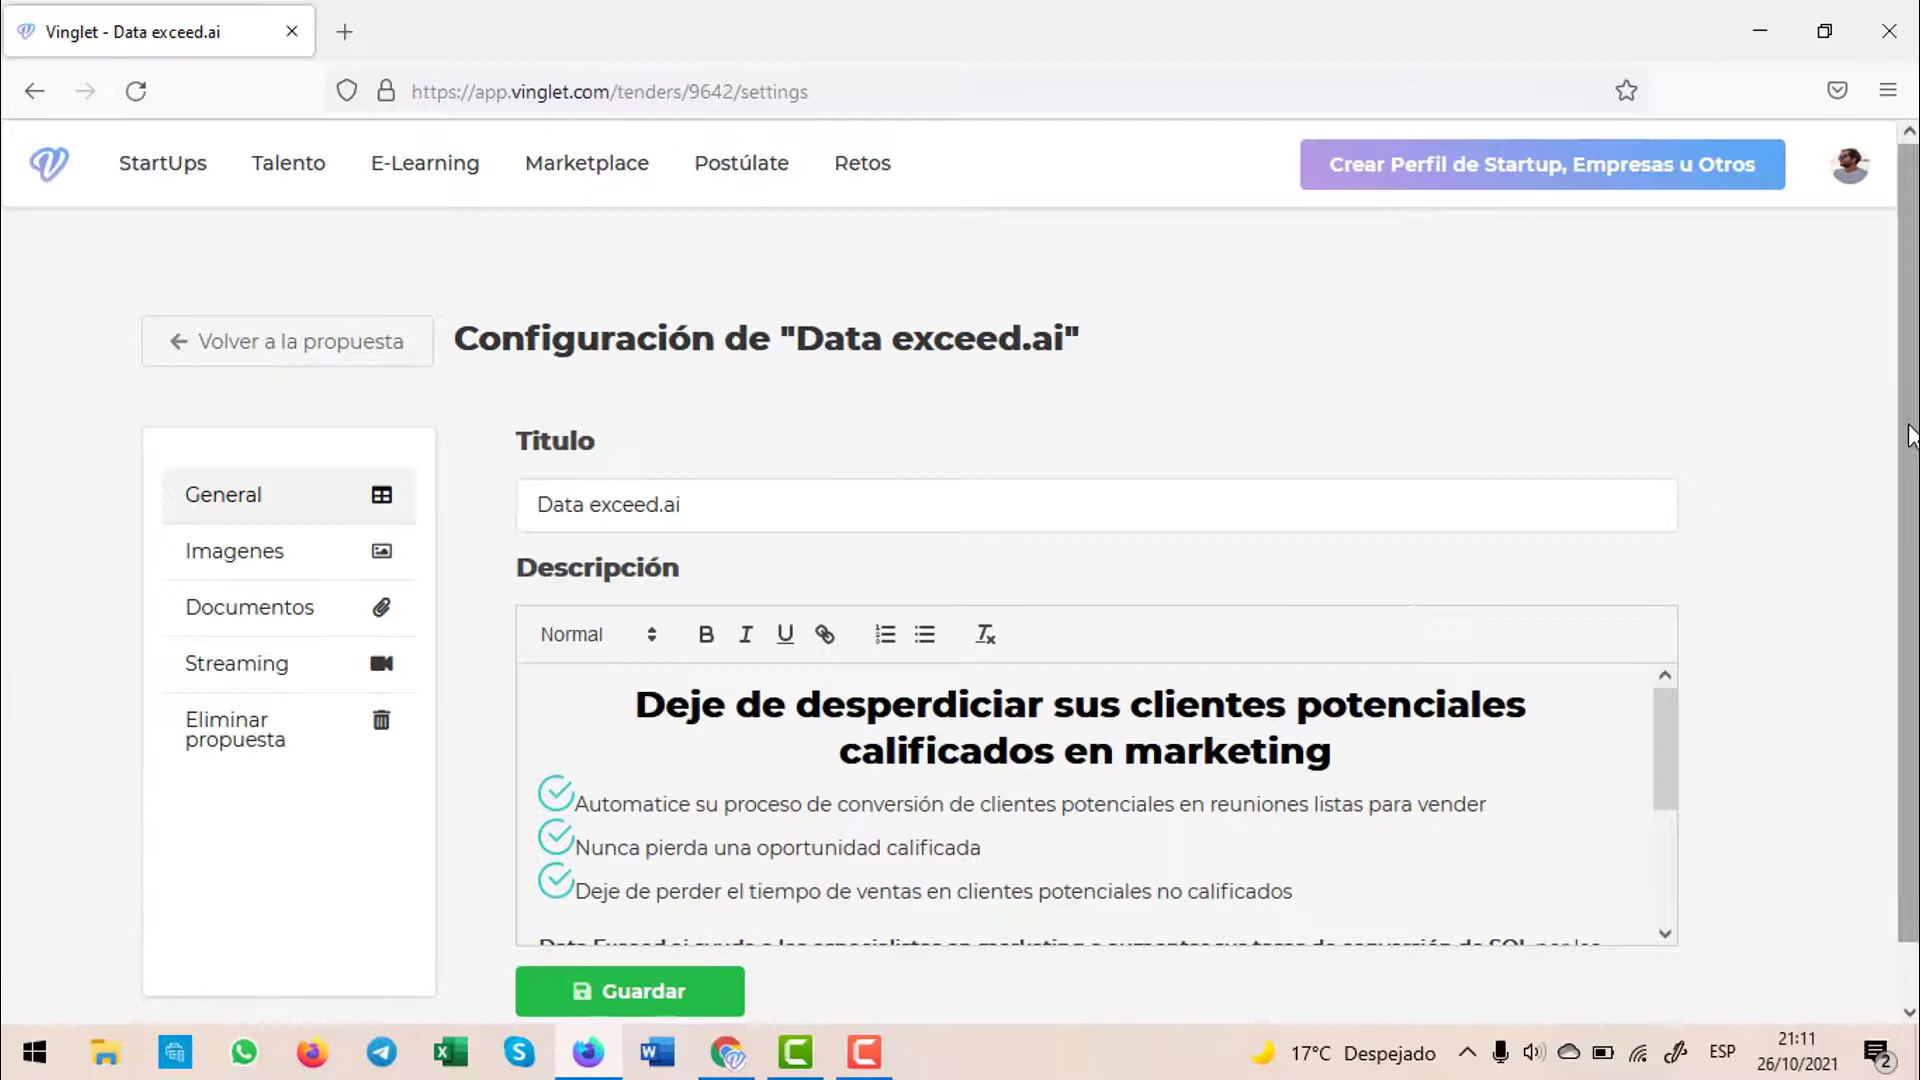 Vinglet - Data exceed.ai
https://app.vinglet.com/tenders/9642/settings
StartUps
Talento
E-Learning
Marketplace
Postúlate
Retos
Crear Perfil de Startup, Empresas u Otros
Volver a la propuesta
Configuración de "Data exceed.ai"
General
Imagenes
Documentos
Streaming
Eliminar
propuesta
Titulo
Data exceed.ai
Descripción
Normal
Deje de desperdiciar sus clientes potenciales
calificados en marketing
Automatice su proceso de conversión de clientes potenciales en reuniones listas para vender
Nunca pierda una oportunidad calificada
Deje de perder el tiempo de ventas en clientes potenciales no calificados
Guardar
17°C Despejado
ESP
21:11
26/10/2021
2